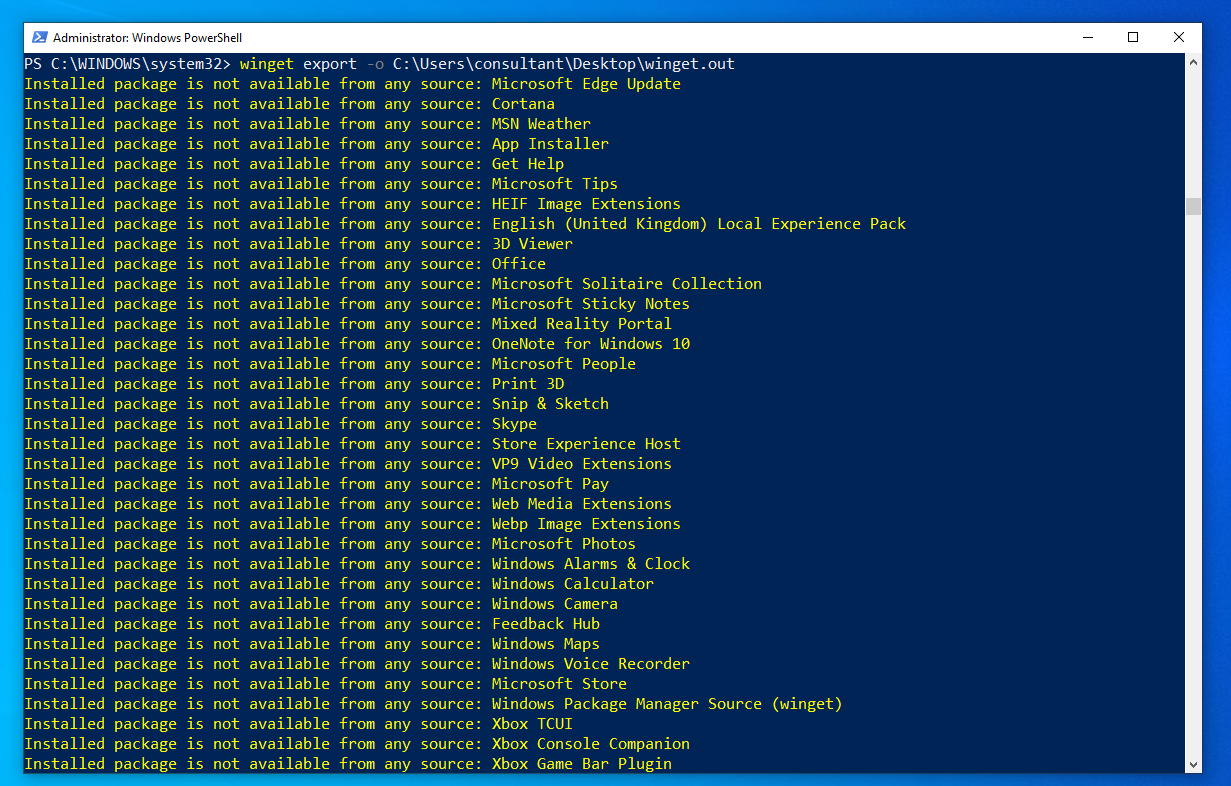 Administrator: Windows PowerShell
PS C:\WINDOWS\system32> winget export -o C:\Users\consultant\Desktop\winget.out
Installed package is not available from any source: Microsoft Edge Update
Installed package is not available from any source: Cortana
Installed package is not available from any source: MSN Weather
Installed package is not available from any source: App Installer
Installed package is not available from any source: Get Help
Installed package is not available from any source: Microsoft Tips
Installed package is not available from any source: HEIF Image Extensions
Installed package is not available from any source: English (United Kingdom) Local Experience Pack
Installed package is not available from any source: 3D Viewer
Installed package is not available from any source: Office
Installed package is not available from any source: Microsoft Solitaire Collection
Installed package is not available from any source: Microsoft Sticky Notes
Installed package is not available from any source: Mixed Reality Portal
Installed package is not available from any source: OneNote for Windows 10
Installed package is not available from any source: Microsoft People
Installed package is not available from any source: Print 3D
Installed package is not available from any source: Snip & Sketch
Installed package is not available from any source: Skype
Installed package is not available from any source: Store Experience Host
Installed package is not available from any source: VP9 Video Extensions
Installed package is not available from any source: Microsoft Pay
Installed package is not available from any source: Web Media Extensions
Installed package is not available from any source: Webp Image Extensions
Installed package is not available from any source: Microsoft Photos
Installed package is not available from any source: Windows Alarms & Clock
Installed package is not available from any source: Windows Calculator
Installed package is not available from any source: Windows Camera
Installed package is not available from any source: Feedback Hub
Installed package is not available from any source: Windows Maps
Installed package is not available from any source: Windows Voice Recorder
Installed package is not available from any source: Microsoft Store
Installed package is not available from any source: Windows Package Manager Source (winget)
Installed package is not available from any source: Xbox TCUI
Installed package is not available from any source: Xbox Console Companion
Installed package is not available from any source: Xbox Game Bar Plugin